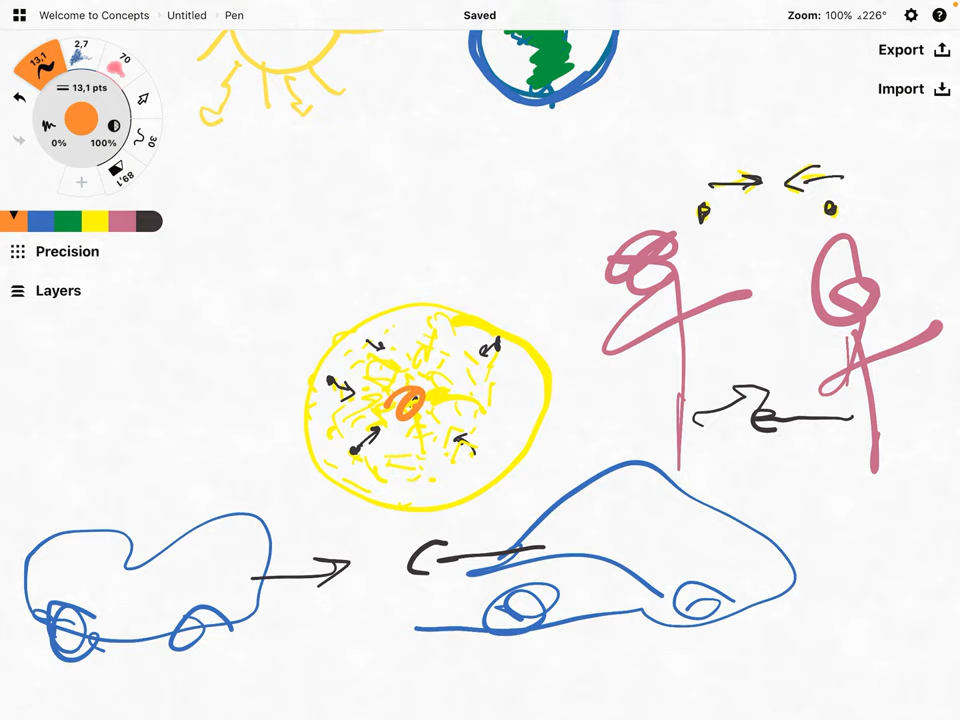 Welcome to Concepts › Untitled › Pen
Saved
Zoom: 100% ⊿226°
Export
Import
13,1
2,7
70
13,1 pts
30
0%
100%
89,1
Precision
Layers